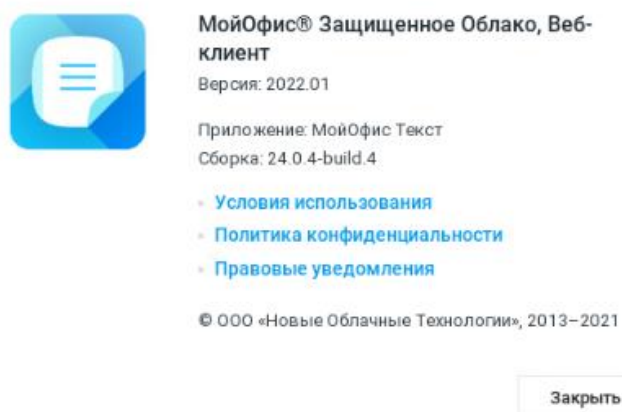 МойОфис® Защищенное Облако, Веб-
клиент
Версия: 2022.01
Приложение: МойОфис Текст
Сборка: 24.0.4-build.4
Условия использования
Политика конфиденциальности
Правовые уведомления
© ООО «Новые Облачные Технологии», 2013–2021
Закрыть